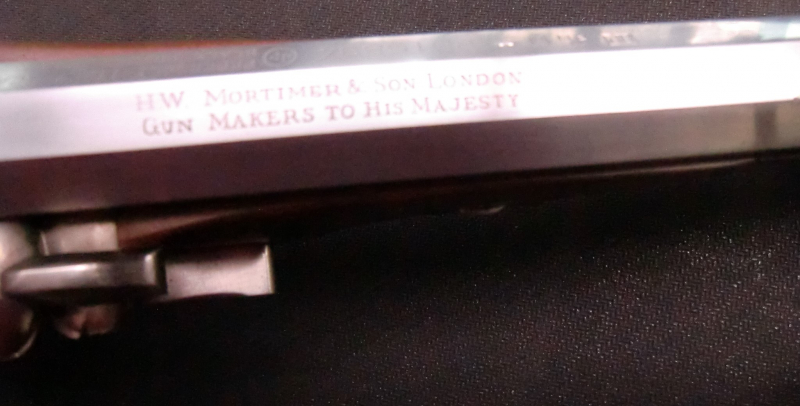 H.W. MORTIMER & SON LONDON
GUN MAKERS TO HIS MAJESTY